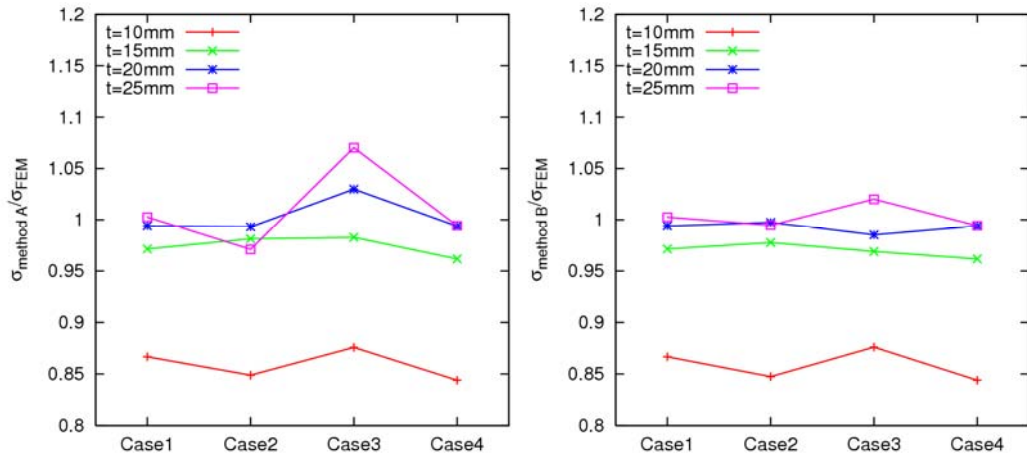 σmethod A/σFEM
1.2
1.15
1.1
1.05
1
0.95
0.9
0.85
0.8
t=10mm
t=15mm
t=20mm
t=25mm
Case1 Case2 Case3 Case4
σmethod B/σFEM
1.2
1.15
1.1
1.05
1
0.95
0.9
0.85
0.8
t=10mm
t=15mm
t=20mm
t=25mm
Case1 Case2 Case3 Case4